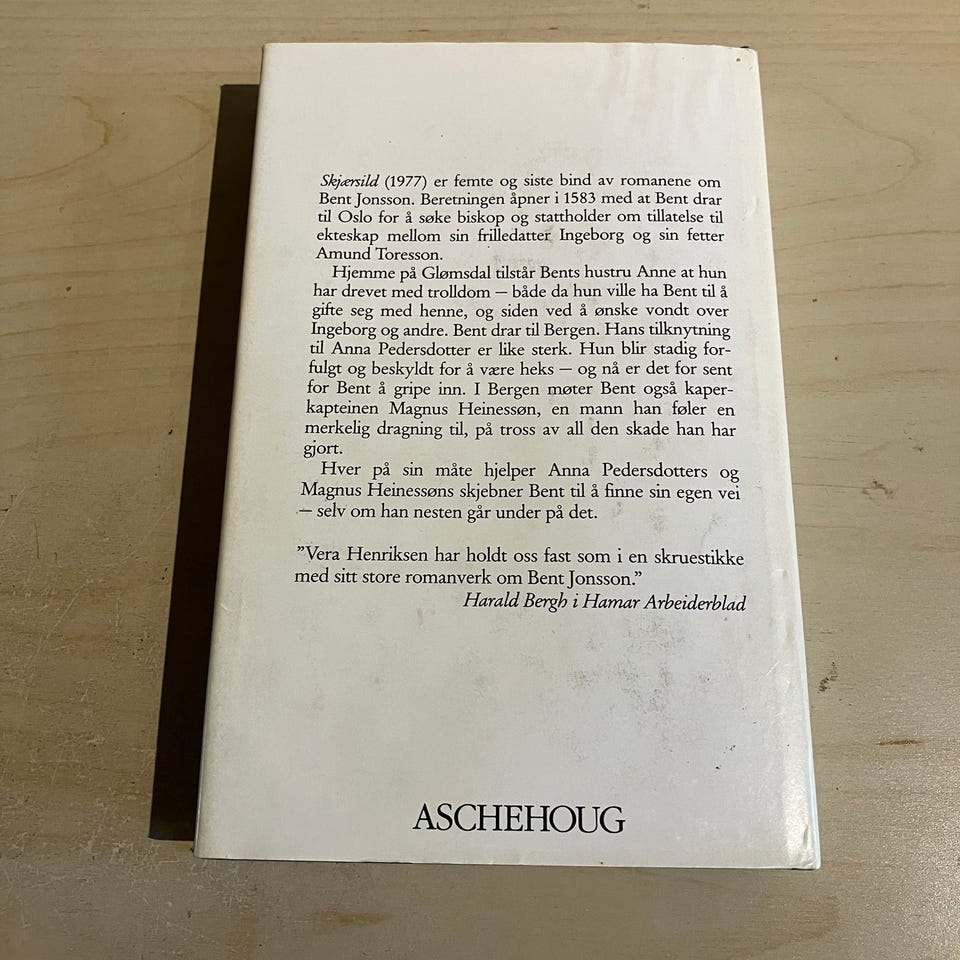 Skjærsild (1977) er femte og siste bind av romanene om
Bent Jonsson. Beretningen åpner i 1583 med at Bent drar
til Oslo for å søke biskop og stattholder om tillatelse til
ekteskap mellom sin frilledatter Ingeborg og sin fetter
Amund Toresson.
Hjemme på Glømsdal tilstår Bents hustru Anne at hun
har drevet med trolldom — både da hun ville ha Bent til å
gifte seg med henne, og siden ved å ønske vondt over
Ingeborg og andre. Bent drar til Bergen. Hans tilknytning
til Anna Pedersdotter er like sterk. Hun blir stadig for-
fulgt og beskyldt for å være heks — og nå er det for sent
for Bent å gripe inn. I Bergen møter Bent også kaper-
kapteinen Magnus Heinessøn, en mann han føler en
merkelig dragning til, på tross av all den skade han har
gjort.
Hver på sin måte hjelper Anna Pedersdotters og
Magnus Heinessøns skjebner Bent til å finne sin egen vei
— selv om han nesten går under på det.
”Vera Henriksen har holdt oss fast som i en skruestikke
med sitt store romanverk om Bent Jonsson.”
Harald Bergh i Hamar Arbeiderblad
ASCHEHOUG